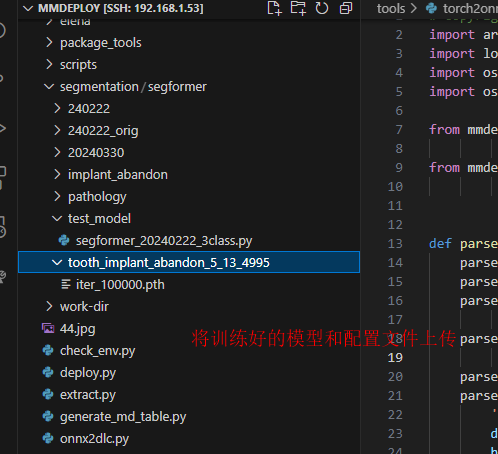 MMDEPLOY [SSH: 192.168.1.53]
tools > torch2onn
elena
package_tools
scripts
segmentation / segformer
240222
240222_orig
20240330
implant_abandon
pathology
test_model
segformer_20240222_3class.py
tooth_implant_abandon_5_13_4995
iter_100000.pth
work-dir
44.jpg
check_env.py
deploy.py
extract.py
generate_md_table.py
onnx2dlc.py
将训练好的模型和配置文件上传
2 import ar
3 import lo
4 import os
5 import os
6
7 from mmde
8
9 from mmde
10
11
12
13 def parse
14 parse
15 parse
16 parse
17
18 parse
19
20 parse
21 parse
22 '
23 d
24 h